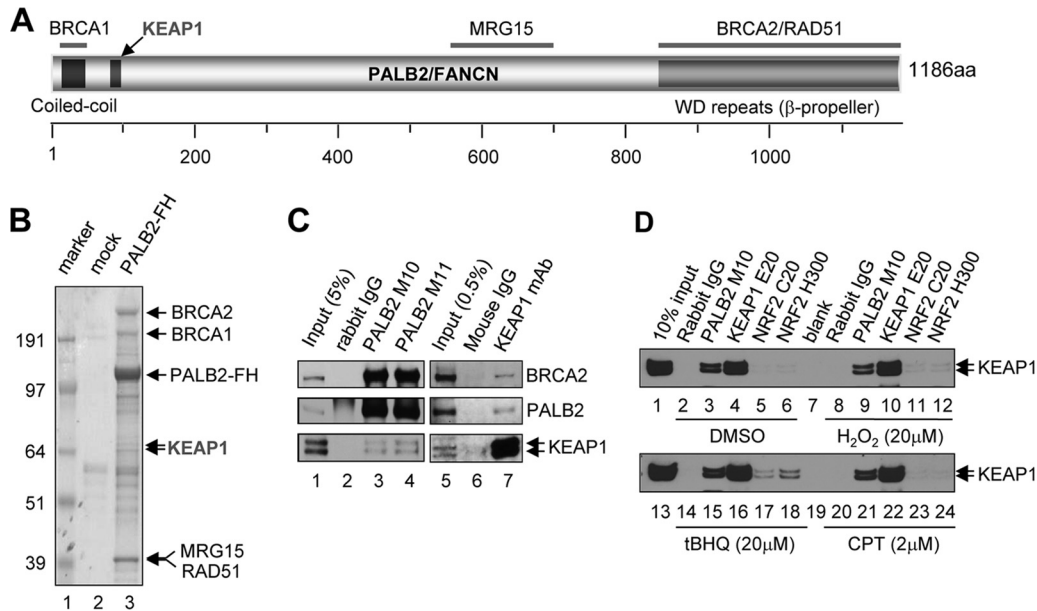 A
BRCA1 KEAP1 MRG15 BRCA2/RAD51
PALB2/FANCN 1186aa
Coiled-coil WD repeats (β-propeller)
1 200 400 600 800 1000
B
marker mock PALB2-FH
BRCA2
191 BRCA1
PALB2-FH
97
KEAP1
64
51
MRG15
39 RAD51
1 2 3
C
Input (5%) rabbit IgG PALB2 M10 PALB2 M11 Input (0.5%) Mouse IgG KEAP1 mAb
BRCA2
PALB2
KEAP1
1 2 3 4 5 6 7
D
10% input Rabbit IgG PALB2 M10 KEAP1 E20 NRF2 C20 NRF2 H300 blank Rabbit IgG PALB2 M10 KEAP1 E20 NRF2 C20 NRF2 H300
KEAP1
1 2 3 4 5 6 7 8 9 10 11 12
DMSO H₂O₂ (20μM)
KEAP1
13 14 15 16 17 18 19 20 21 22 23 24
tBHQ (20μM) CPT (2μM)